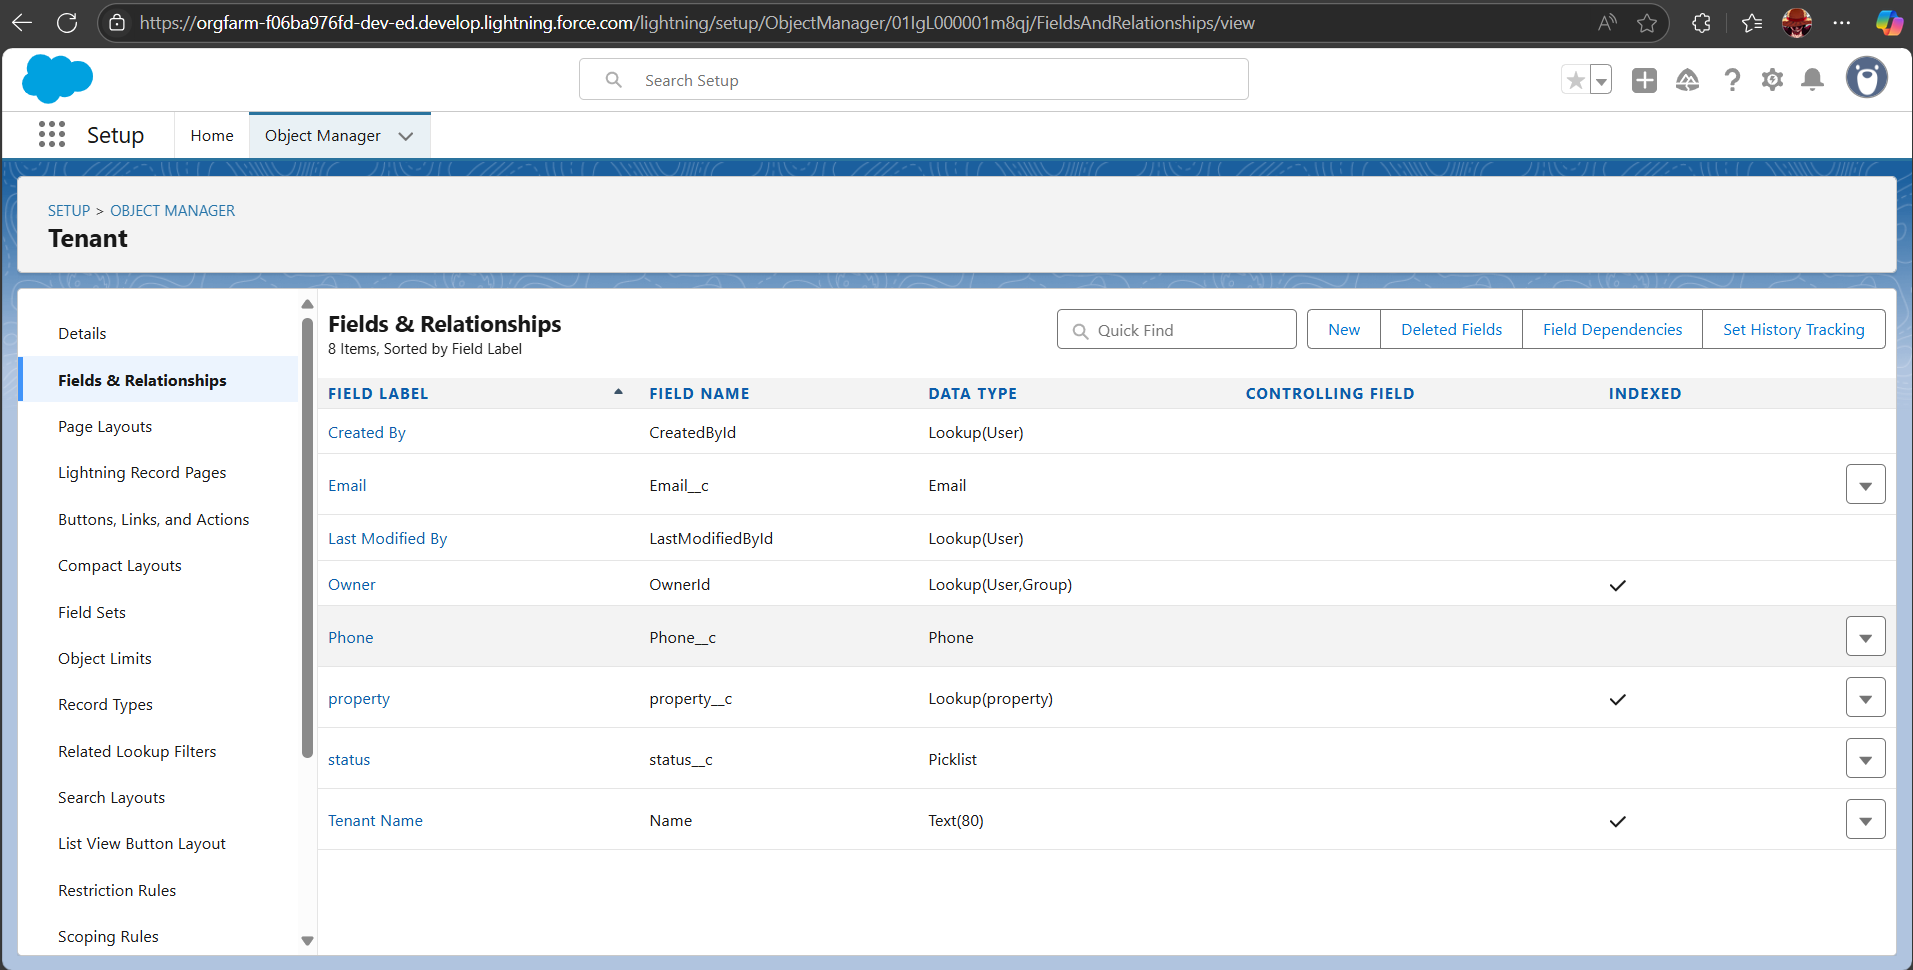 https://orgfarm-f06ba976fd-dev-ed.develop.lightning.force.com/lightning/setup/ObjectManager/01IgL000001m8qj/FieldsAndRelationships/view
Search Setup
Setup
Home
Object Manager
SETUP > OBJECT MANAGER
Tenant
Details
Fields & Relationships
Page Layouts
Lightning Record Pages
Buttons, Links, and Actions
Compact Layouts
Field Sets
Object Limits
Record Types
Related Lookup Filters
Search Layouts
List View Button Layout
Restriction Rules
Scoping Rules
Fields & Relationships
8 Items, Sorted by Field Label
Quick Find
New
Deleted Fields
Field Dependencies
Set History Tracking
FIELD LABEL FIELD NAME DATA TYPE CONTROLLING FIELD INDEXED
Created By CreatedById Lookup(User)
Email Email__c Email
Last Modified By LastModifiedById Lookup(User)
Owner OwnerId Lookup(User,Group)
Phone Phone__c Phone
property property__c Lookup(property)
status status__c Picklist
Tenant Name Name Text(80)